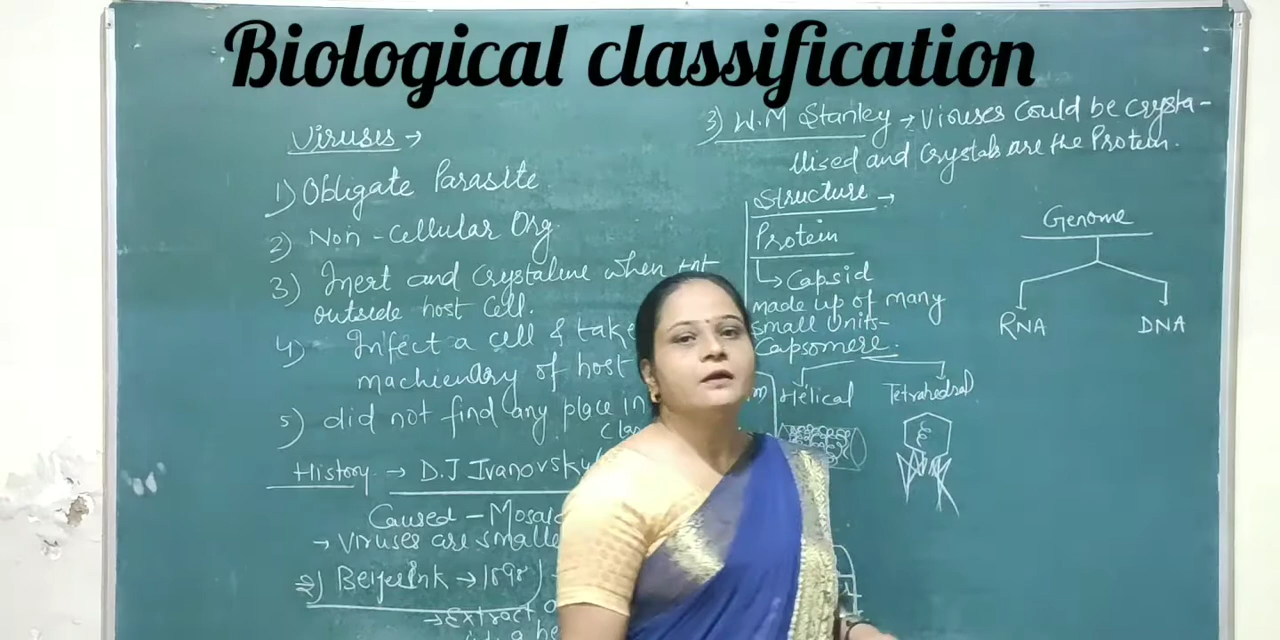 Biological classification
Viruses →
1) Obligate Parasite.
2) Non-Cellular Org.
3) Inert and crystaline when
outside host cell.
4) Infect a cell & take
machienary of host
5) did not find any place in
History → D.J Ivanovsky
Caused - Mosaic
→ Viruses are smalle
2) Beijerink → 1898)
→ Extract o
3) W.M Stanley → Viruses could be crysta-
llised and crystals are the Protein.
Structure →
Protein
↳ Capsid
made up of many
small units-
Capsomere.
Helical
Tetrahedral
Genome
RNA
DNA